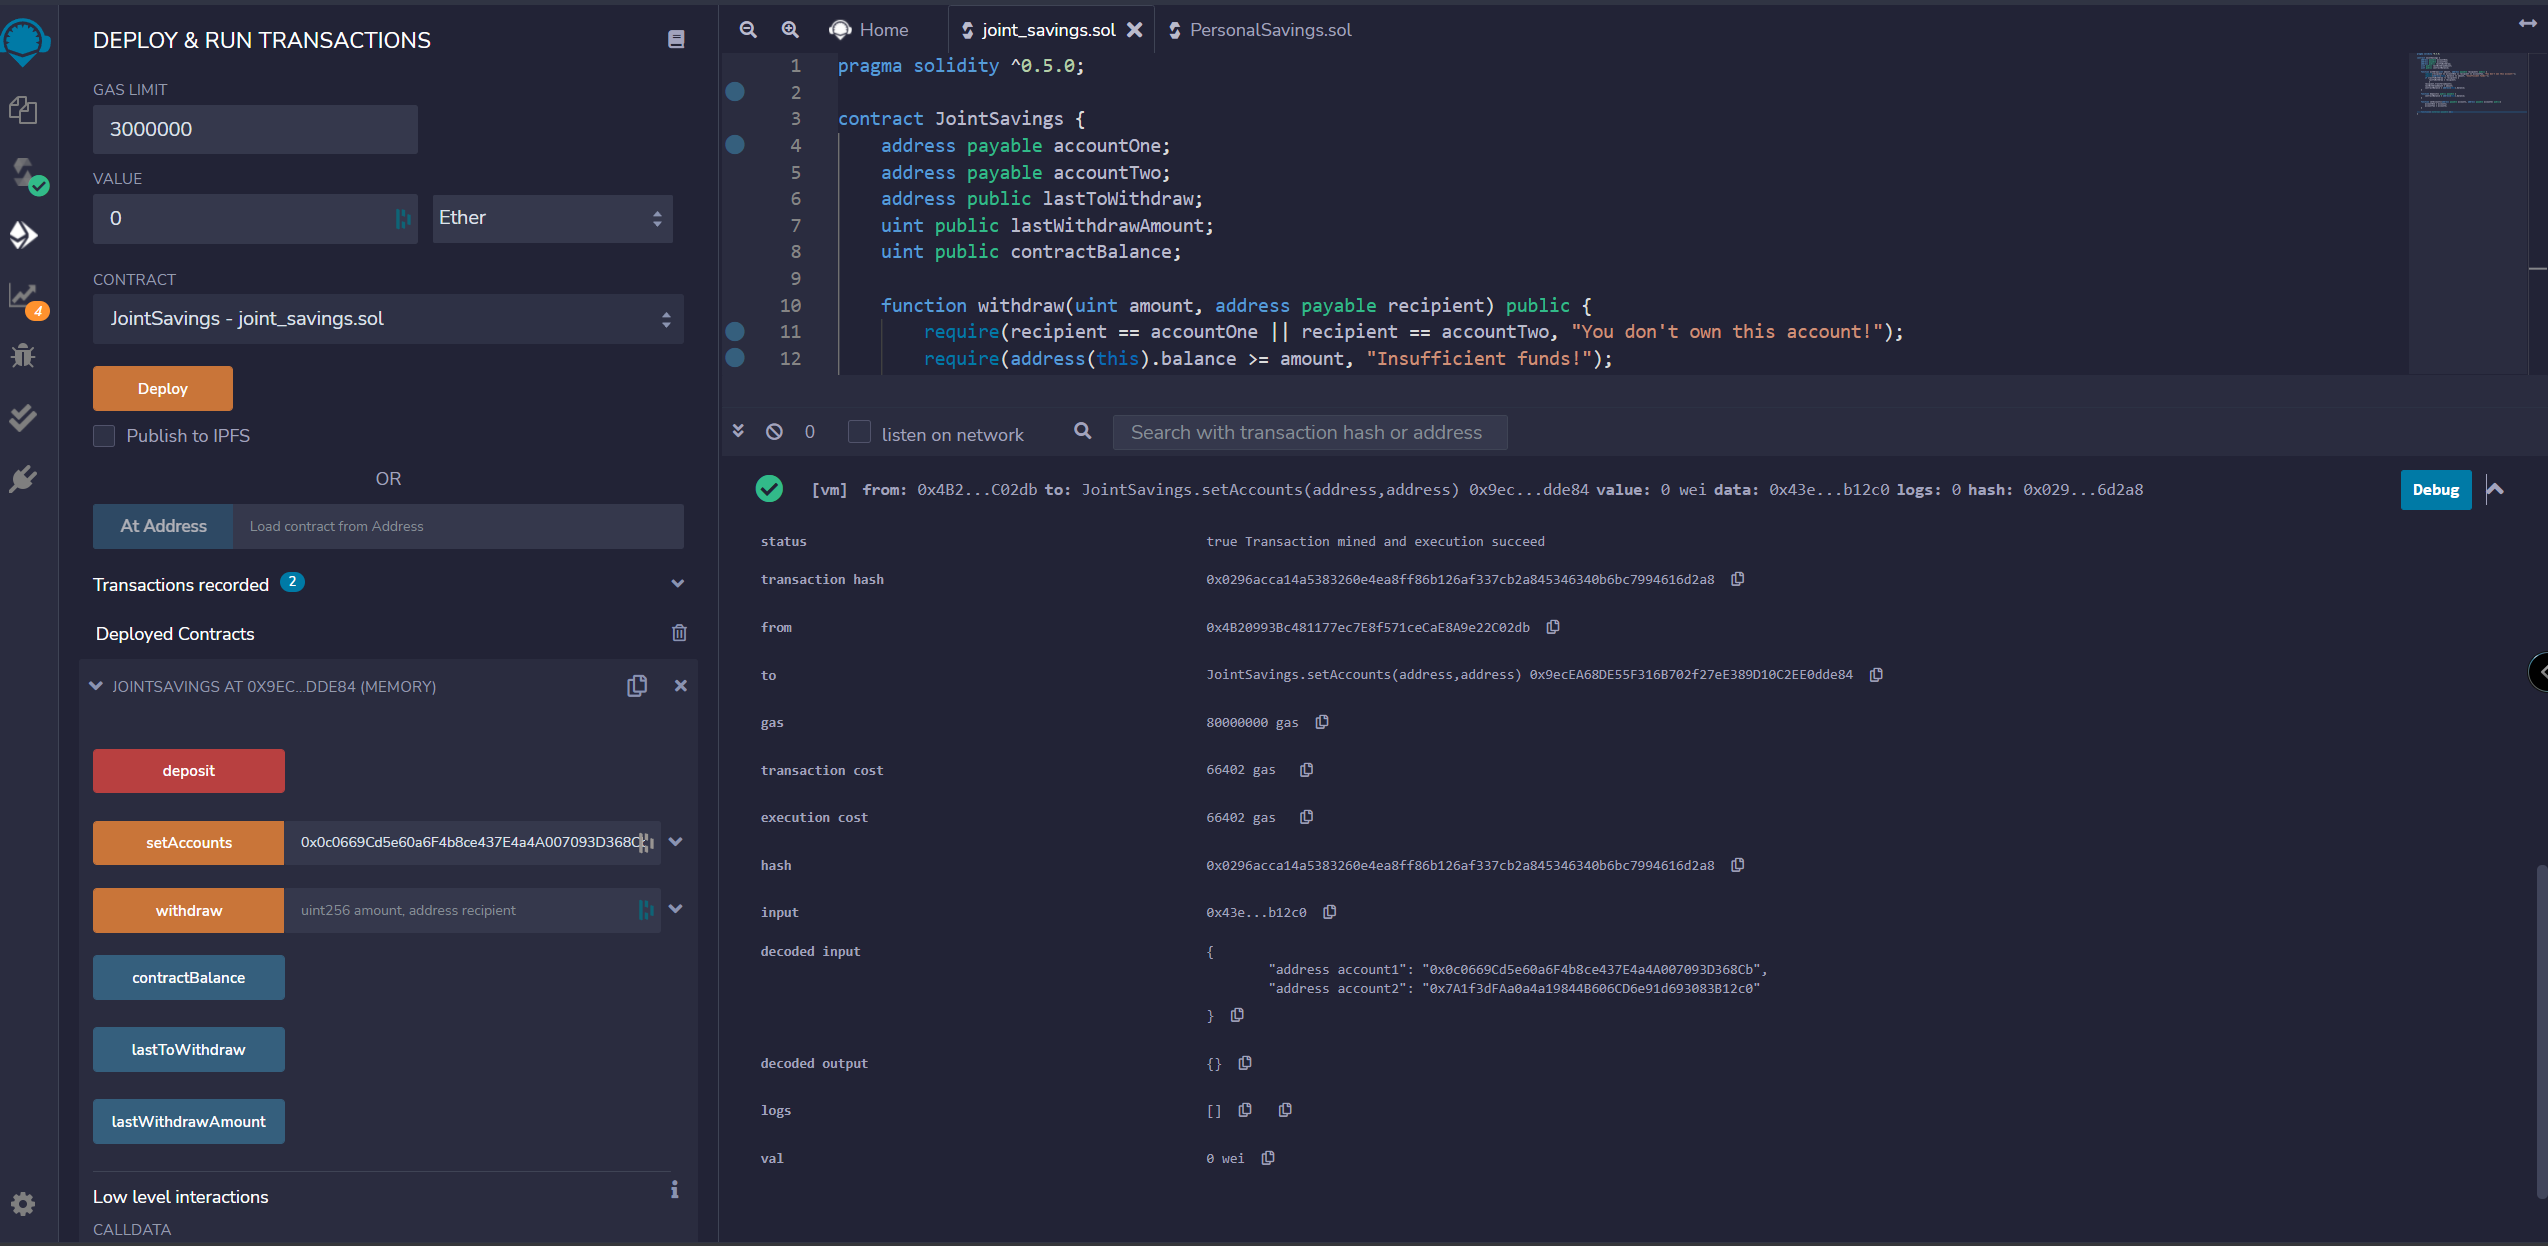 DEPLOY & RUN TRANSACTIONS
GAS LIMIT
3000000
VALUE
0
Ether
CONTRACT
JointSavings - joint_savings.sol
Deploy
Publish to IPFS
OR
At Address
Load contract from Address
Transactions recorded 2
Deployed Contracts
JOINTSAVINGS AT 0X9EC...DDE84 (MEMORY)
deposit
setAccounts
0x0c0669Cd5e60a6F4b8ce437E4a4A007093D368C
withdraw
uint256 amount, address recipient
contractBalance
lastToWithdraw
lastWithdrawAmount
Low level interactions
i
CALLDATA
4
Home
joint_savings.sol
PersonalSavings.sol
1 pragma solidity ^0.5.0;
2
3 contract JointSavings {
4 address payable accountOne;
5 address payable accountTwo;
6 address public lastToWithdraw;
7 uint public lastWithdrawAmount;
8 uint public contractBalance;
9
10 function withdraw(uint amount, address payable recipient) public {
11 require(recipient == accountOne || recipient == accountTwo, "You don't own this account!");
12 require(address(this).balance >= amount, "Insufficient funds!");
0
listen on network
Search with transaction hash or address
[vm] from: 0x4B2...C02db to: JointSavings.setAccounts(address,address) 0x9ec...dde84 value: 0 wei data: 0x43e...b12c0 logs: 0 hash: 0x029...6d2a8
Debug
status true Transaction mined and execution succeed
transaction hash 0x0296acca14a5383260e4ea8ff86b126af337cb2a845346340b6bc7994616d2a8
from 0x4B20993Bc481177ec7E8f571ceCaE8A9e22C02db
to JointSavings.setAccounts(address,address) 0x9ecEA68DE55F316B702f27eE389D10C2EE0dde84
gas 80000000 gas
transaction cost 66402 gas
execution cost 66402 gas
hash 0x0296acca14a5383260e4ea8ff86b126af337cb2a845346340b6bc7994616d2a8
input 0x43e...b12c0
decoded input {
"address account1": "0x0c0669Cd5e60a6F4b8ce437E4a4A007093D368Cb",
"address account2": "0x7A1f3dFAa0a4a19844B606CD6e91d693083B12c0"
}
decoded output {}
logs []
val 0 wei